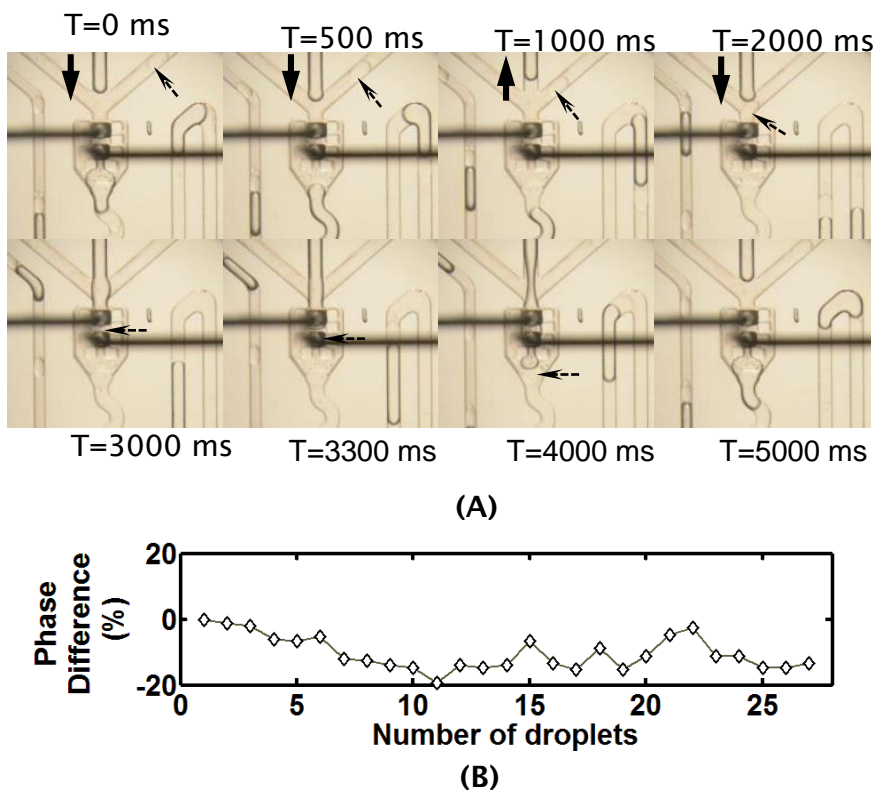 T=0 ms
T=500 ms
T=1000 ms
T=2000 ms
T=3000 ms
T=3300 ms
T=4000 ms
T=5000 ms
(A)
20
0
-20
Phase
Difference
(%)
0
5
10
15
20
25
Number of droplets
(B)